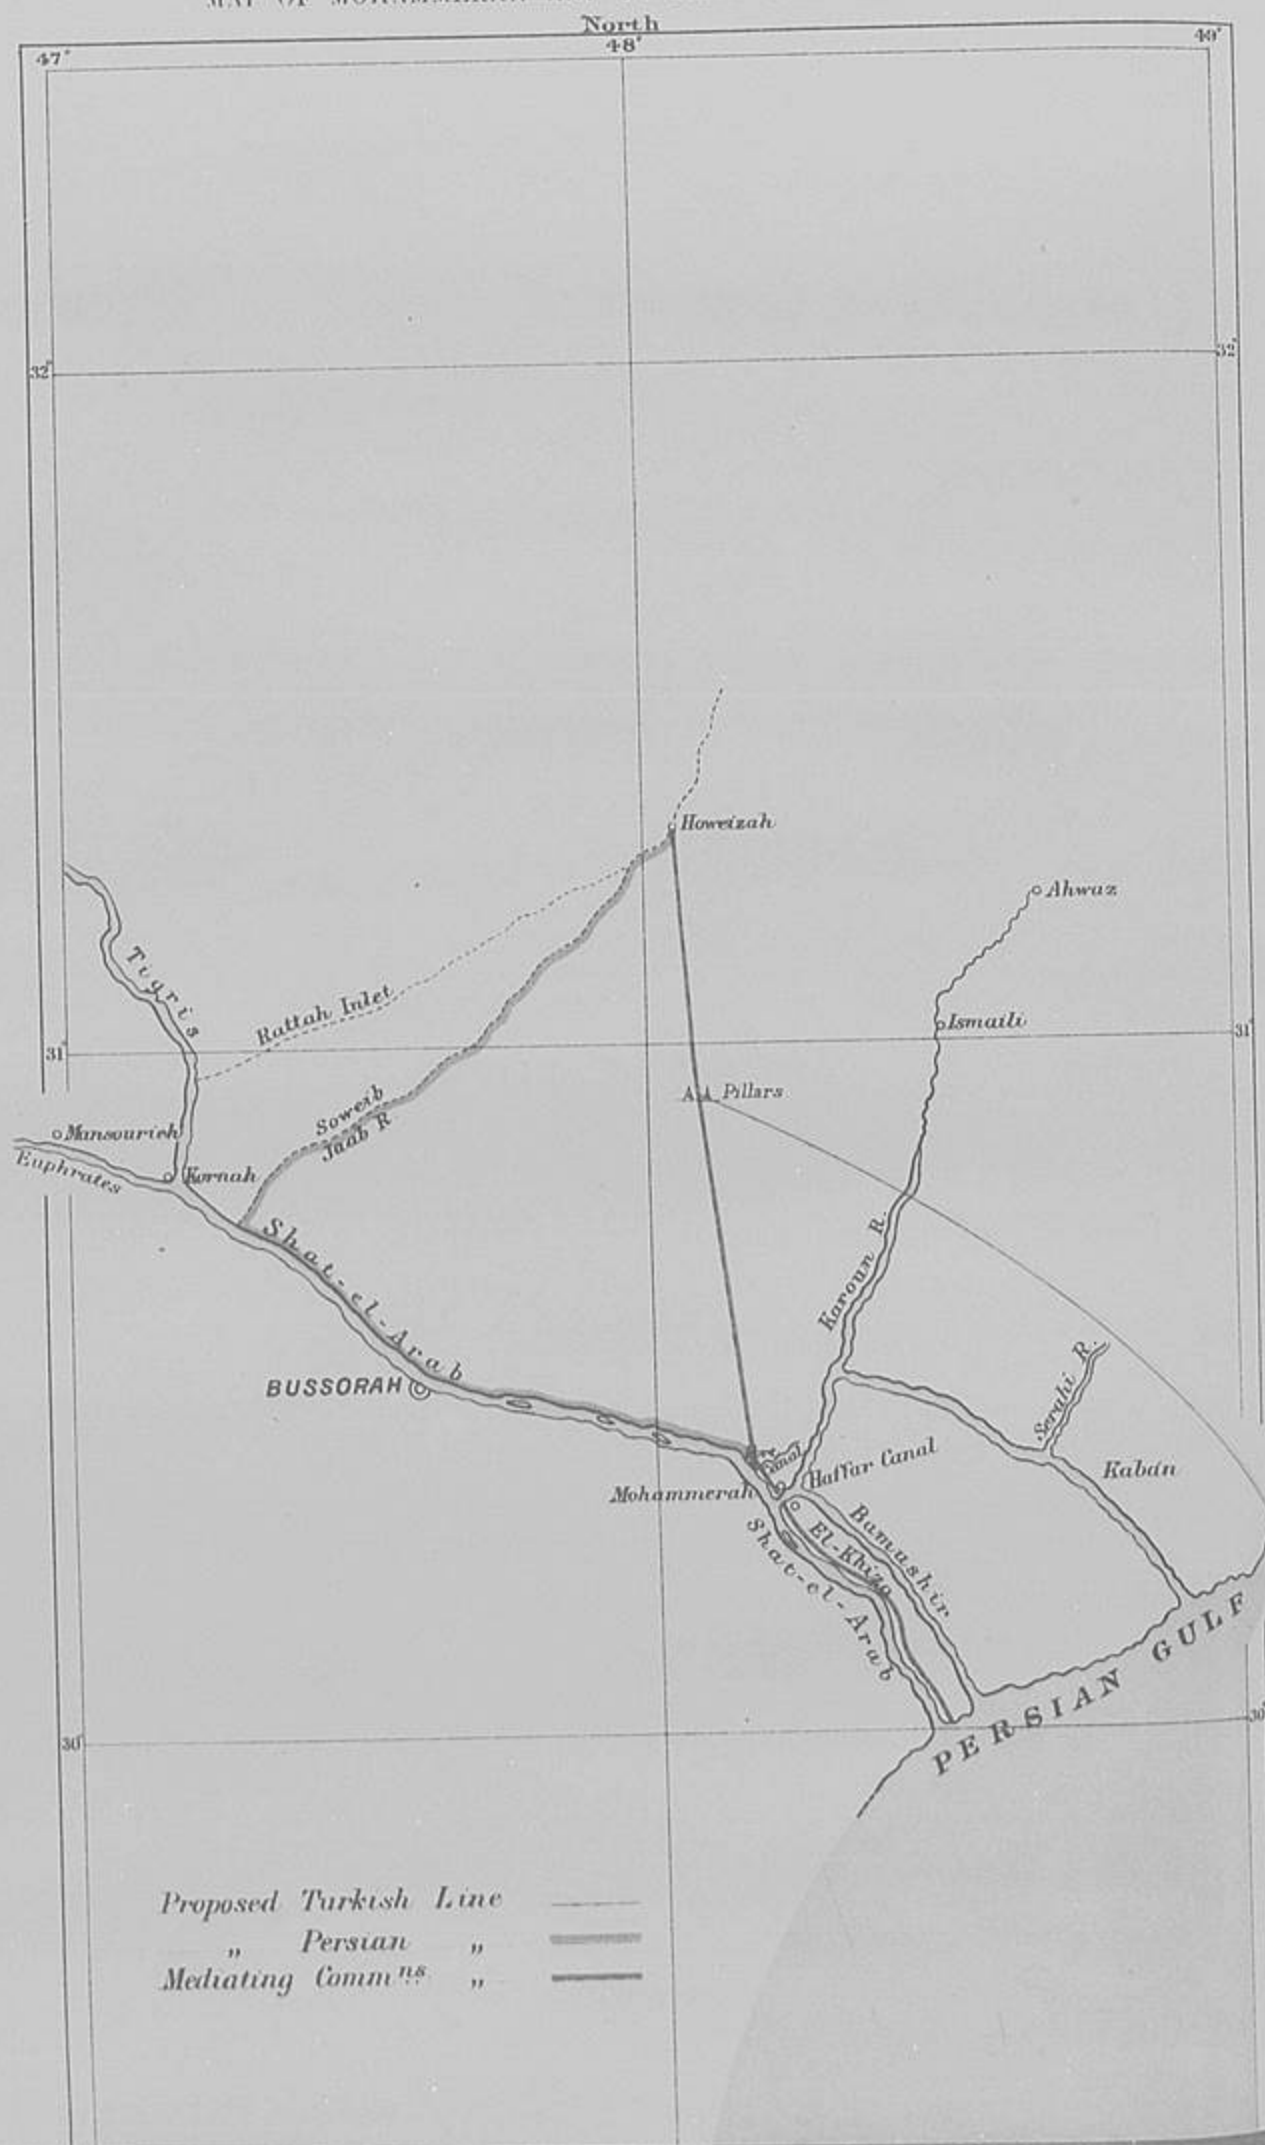 North
47°
48°
49°
32°
32°
Howeizah
Ahwaz
Tigris
Rattah Inlet
Ismaili
31°
31°
Soweib
Jaab R
Pillars
Mansourieh
Kornah
Euphrates
Shat-el-Arab
Karoun R.
BUSSORAH
Serahi R.
Canal
Haffar Canal
Kabán
Mohammerah
Bamushir
El-Khizo
Shat-el-Arab
PERSIAN GULF
30°
30°
Proposed Turkish Line
„ Persian „
Mediating Commns. „